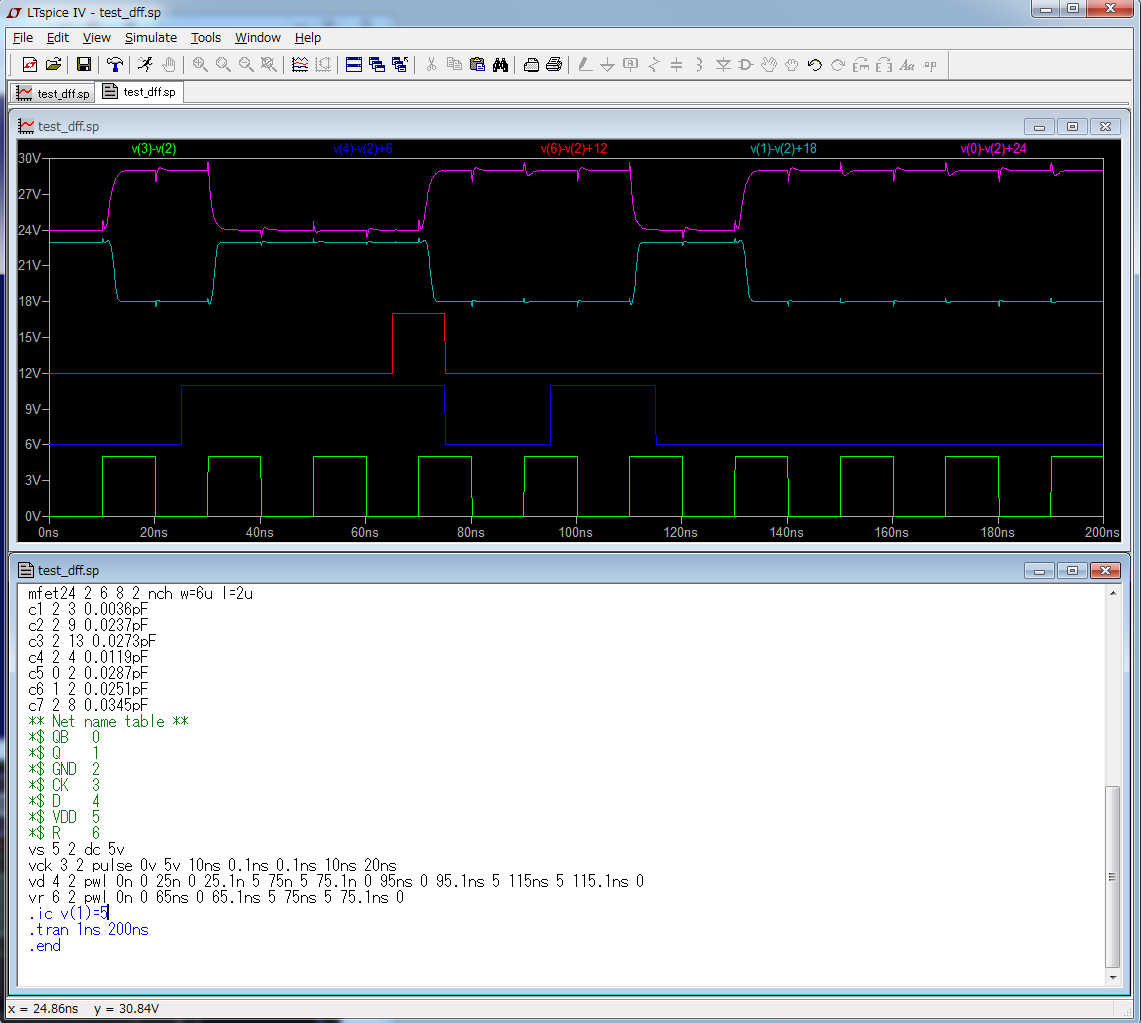 LTspice IV - test_dff.sp
File Edit View Simulate Tools Window Help
test_dff.sp test_dff.sp
test_dff.sp
v(3)-v(2) v(4)-v(2)+6 v(6)-v(2)+12 v(1)-v(2)+18 v(0)-v(2)+24
30V
27V
24V
21V
18V
15V
12V
9V
6V
3V
0V
0ns 20ns 40ns 60ns 80ns 100ns 120ns 140ns 160ns 180ns 200ns
test_dff.sp
mfet24 2 6 8 2 nch w=6u l=2u
c1 2 3 0.0036pF
c2 2 9 0.0237pF
c3 2 13 0.0273pF
c4 2 4 0.0119pF
c5 0 2 0.0287pF
c6 1 2 0.0251pF
c7 2 8 0.0345pF
** Net name table **
*$ QB 0
*$ Q 1
*$ GND 2
*$ CK 3
*$ D 4
*$ VDD 5
*$ R 6
vs 5 2 dc 5v
vck 3 2 pulse 0v 5v 10ns 0.1ns 0.1ns 10ns 20ns
vd 4 2 pwl 0n 0 25n 0 25.1n 5 75n 5 75.1n 0 95ns 0 95.1ns 5 115ns 5 115.1ns 0
vr 6 2 pwl 0n 0 65ns 0 65.1ns 5 75ns 5 75.1ns 0
.ic v(1)=5
.tran 1ns 200ns
.end
x = 24.86ns y = 30.84V